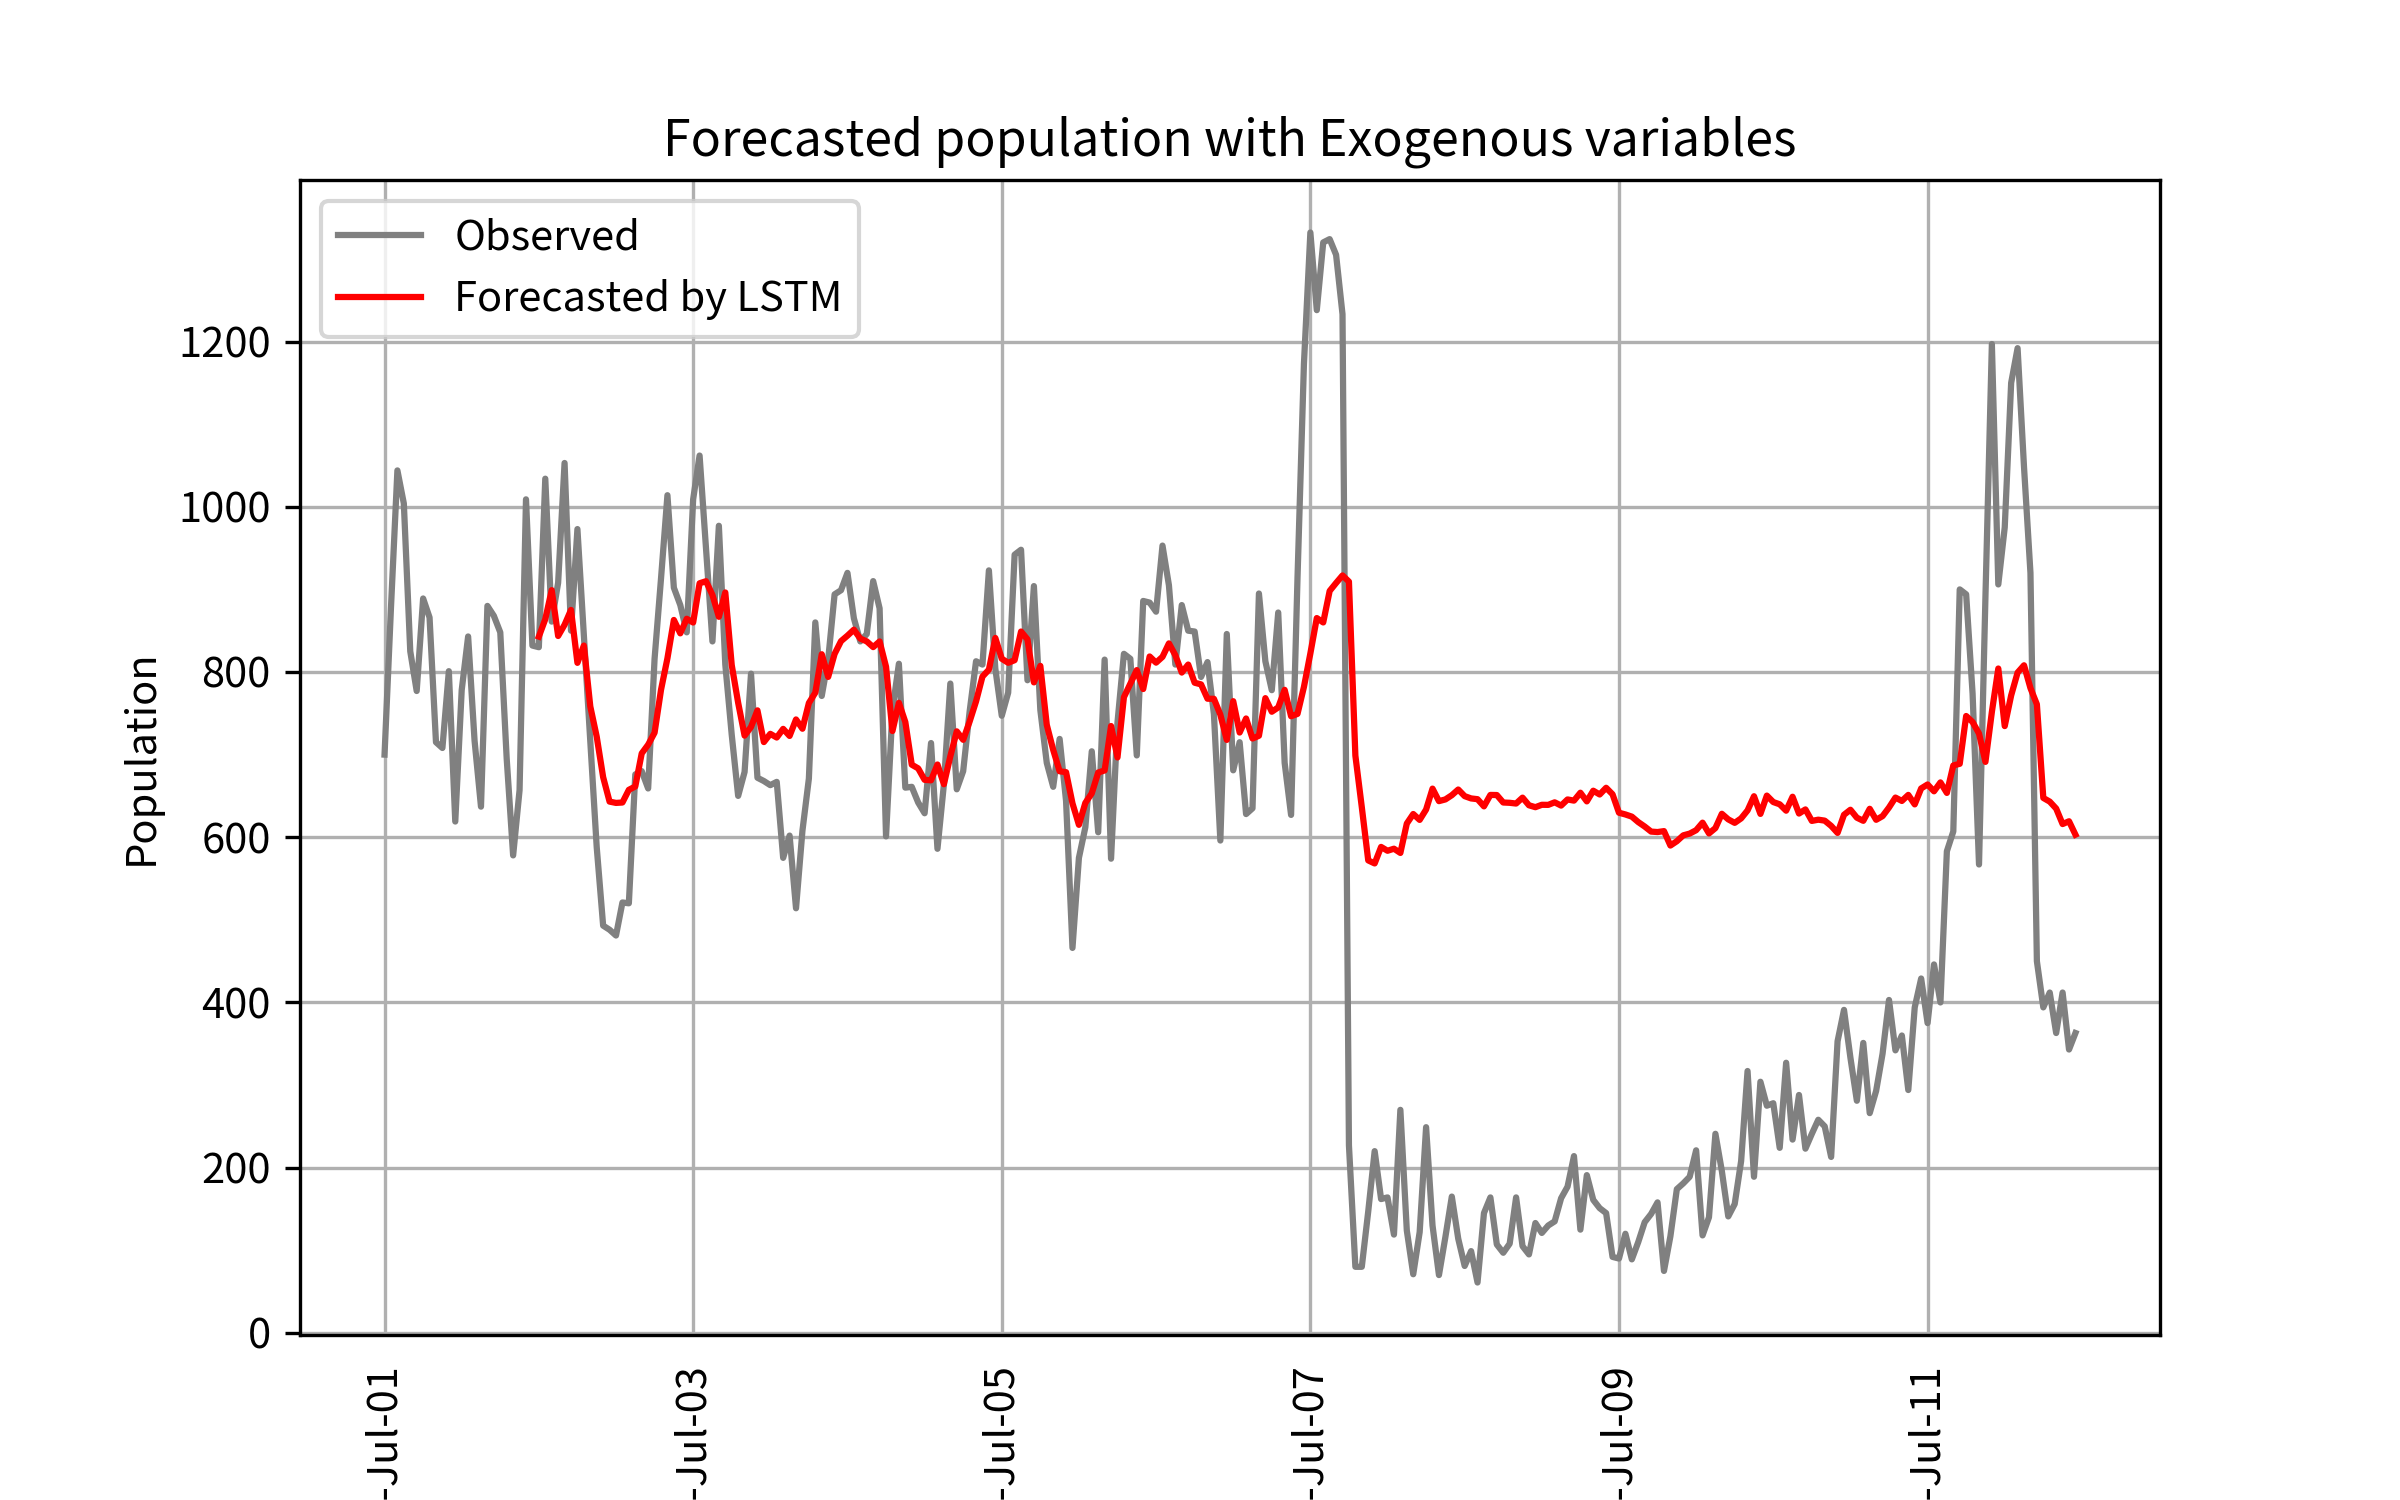 Forecasted population with Exogenous variables
Observed
Forecasted by LSTM
1200
1000
800
600
400
200
0
Population
-Jul-01
-Jul-03
-Jul-05
-Jul-07
-Jul-09
-Jul-11